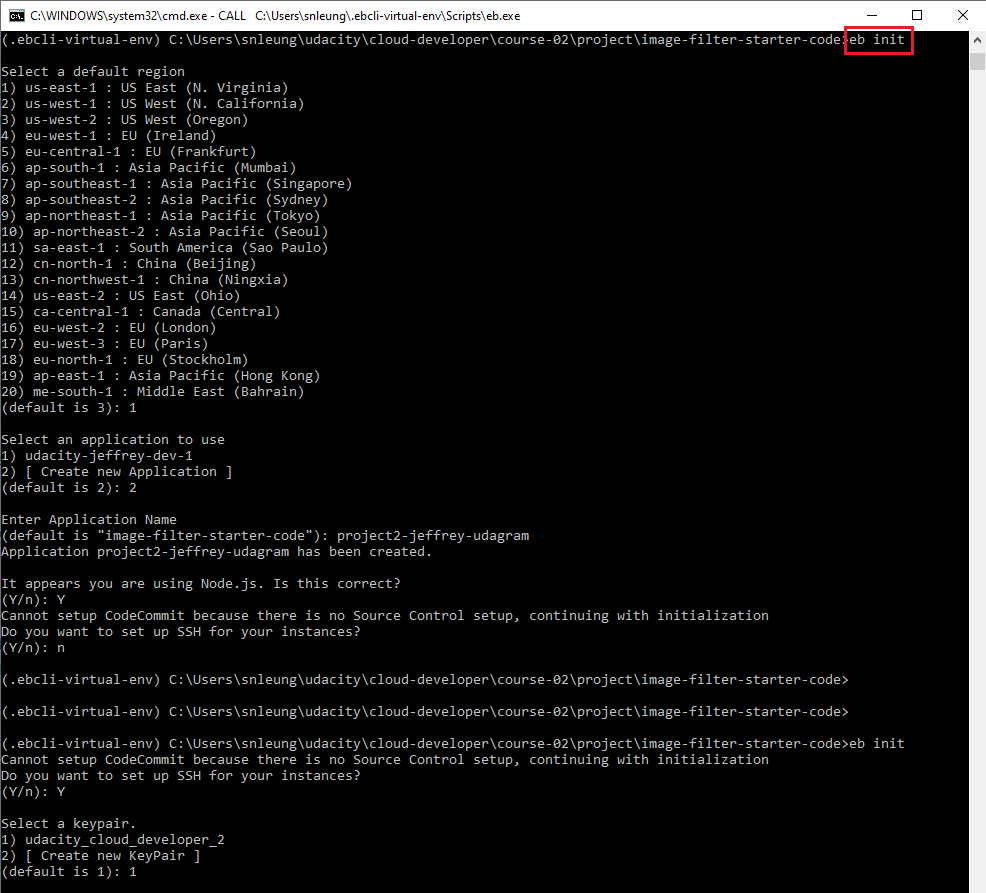 C:\WINDOWS\system32\cmd.exe - CALL C:\Users\snleung\.ebcli-virtual-env\Scripts\eb.exe
(.ebcli-virtual-env) C:\Users\snleung\udacity\cloud-developer\course-02\project\image-filter-starter-code>eb init
Select a default region
1) us-east-1 : US East (N. Virginia)
2) us-west-1 : US West (N. California)
3) us-west-2 : US West (Oregon)
4) eu-west-1 : EU (Ireland)
5) eu-central-1 : EU (Frankfurt)
6) ap-south-1 : Asia Pacific (Mumbai)
7) ap-southeast-1 : Asia Pacific (Singapore)
8) ap-southeast-2 : Asia Pacific (Sydney)
9) ap-northeast-1 : Asia Pacific (Tokyo)
10) ap-northeast-2 : Asia Pacific (Seoul)
11) sa-east-1 : South America (Sao Paulo)
12) cn-north-1 : China (Beijing)
13) cn-northwest-1 : China (Ningxia)
14) us-east-2 : US East (Ohio)
15) ca-central-1 : Canada (Central)
16) eu-west-2 : EU (London)
17) eu-west-3 : EU (Paris)
18) eu-north-1 : EU (Stockholm)
19) ap-east-1 : Asia Pacific (Hong Kong)
20) me-south-1 : Middle East (Bahrain)
(default is 3): 1
Select an application to use
1) udacity-jeffrey-dev-1
2) [ Create new Application ]
(default is 2): 2
Enter Application Name
(default is "image-filter-starter-code"): project2-jeffrey-udagram
Application project2-jeffrey-udagram has been created.
It appears you are using Node.js. Is this correct?
(Y/n): Y
Cannot setup CodeCommit because there is no Source Control setup, continuing with initialization
Do you want to set up SSH for your instances?
(Y/n): n
(.ebcli-virtual-env) C:\Users\snleung\udacity\cloud-developer\course-02\project\image-filter-starter-code>
(.ebcli-virtual-env) C:\Users\snleung\udacity\cloud-developer\course-02\project\image-filter-starter-code>
(.ebcli-virtual-env) C:\Users\snleung\udacity\cloud-developer\course-02\project\image-filter-starter-code>eb init
Cannot setup CodeCommit because there is no Source Control setup, continuing with initialization
Do you want to set up SSH for your instances?
(Y/n): Y
Select a keypair.
1) udacity_cloud_developer_2
2) [ Create new KeyPair ]
(default is 1): 1